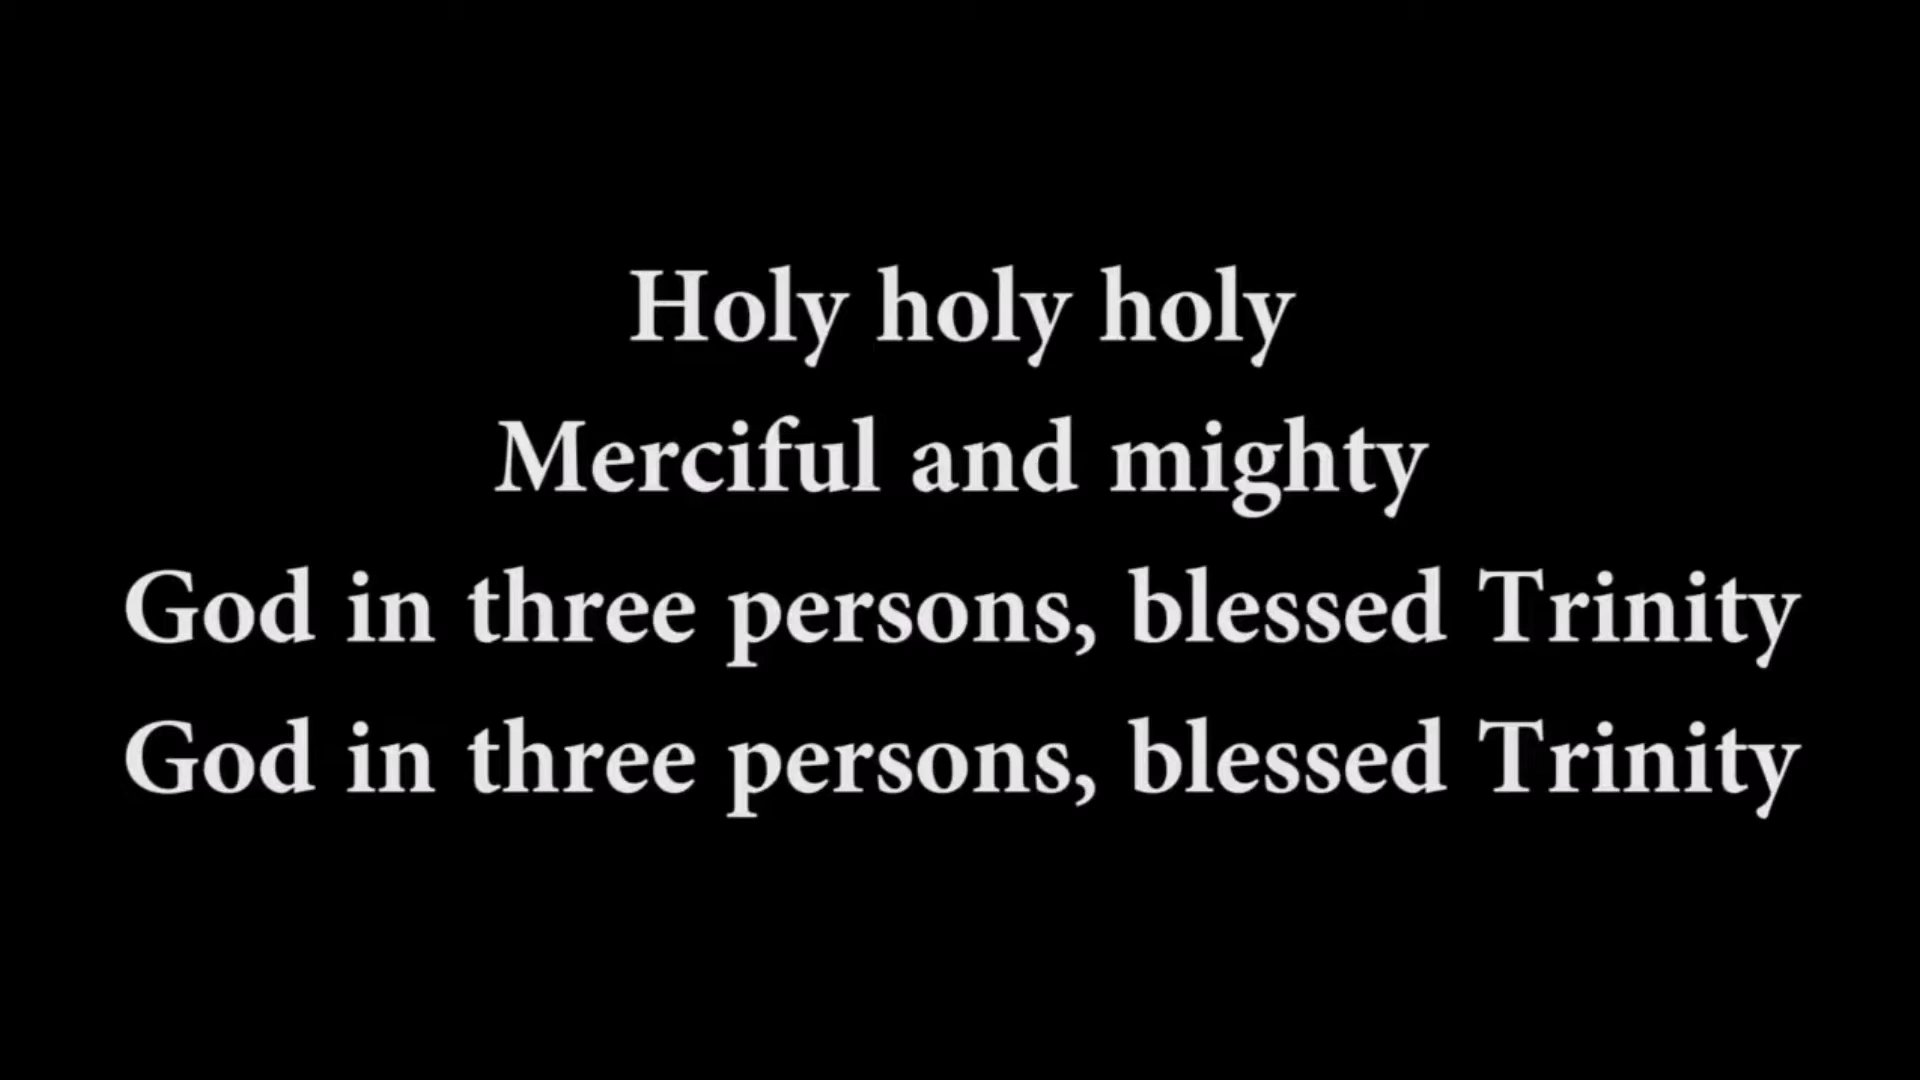 Holy holy holy
Merciful and mighty
God in three persons, blessed Trinity
God in three persons, blessed Trinity